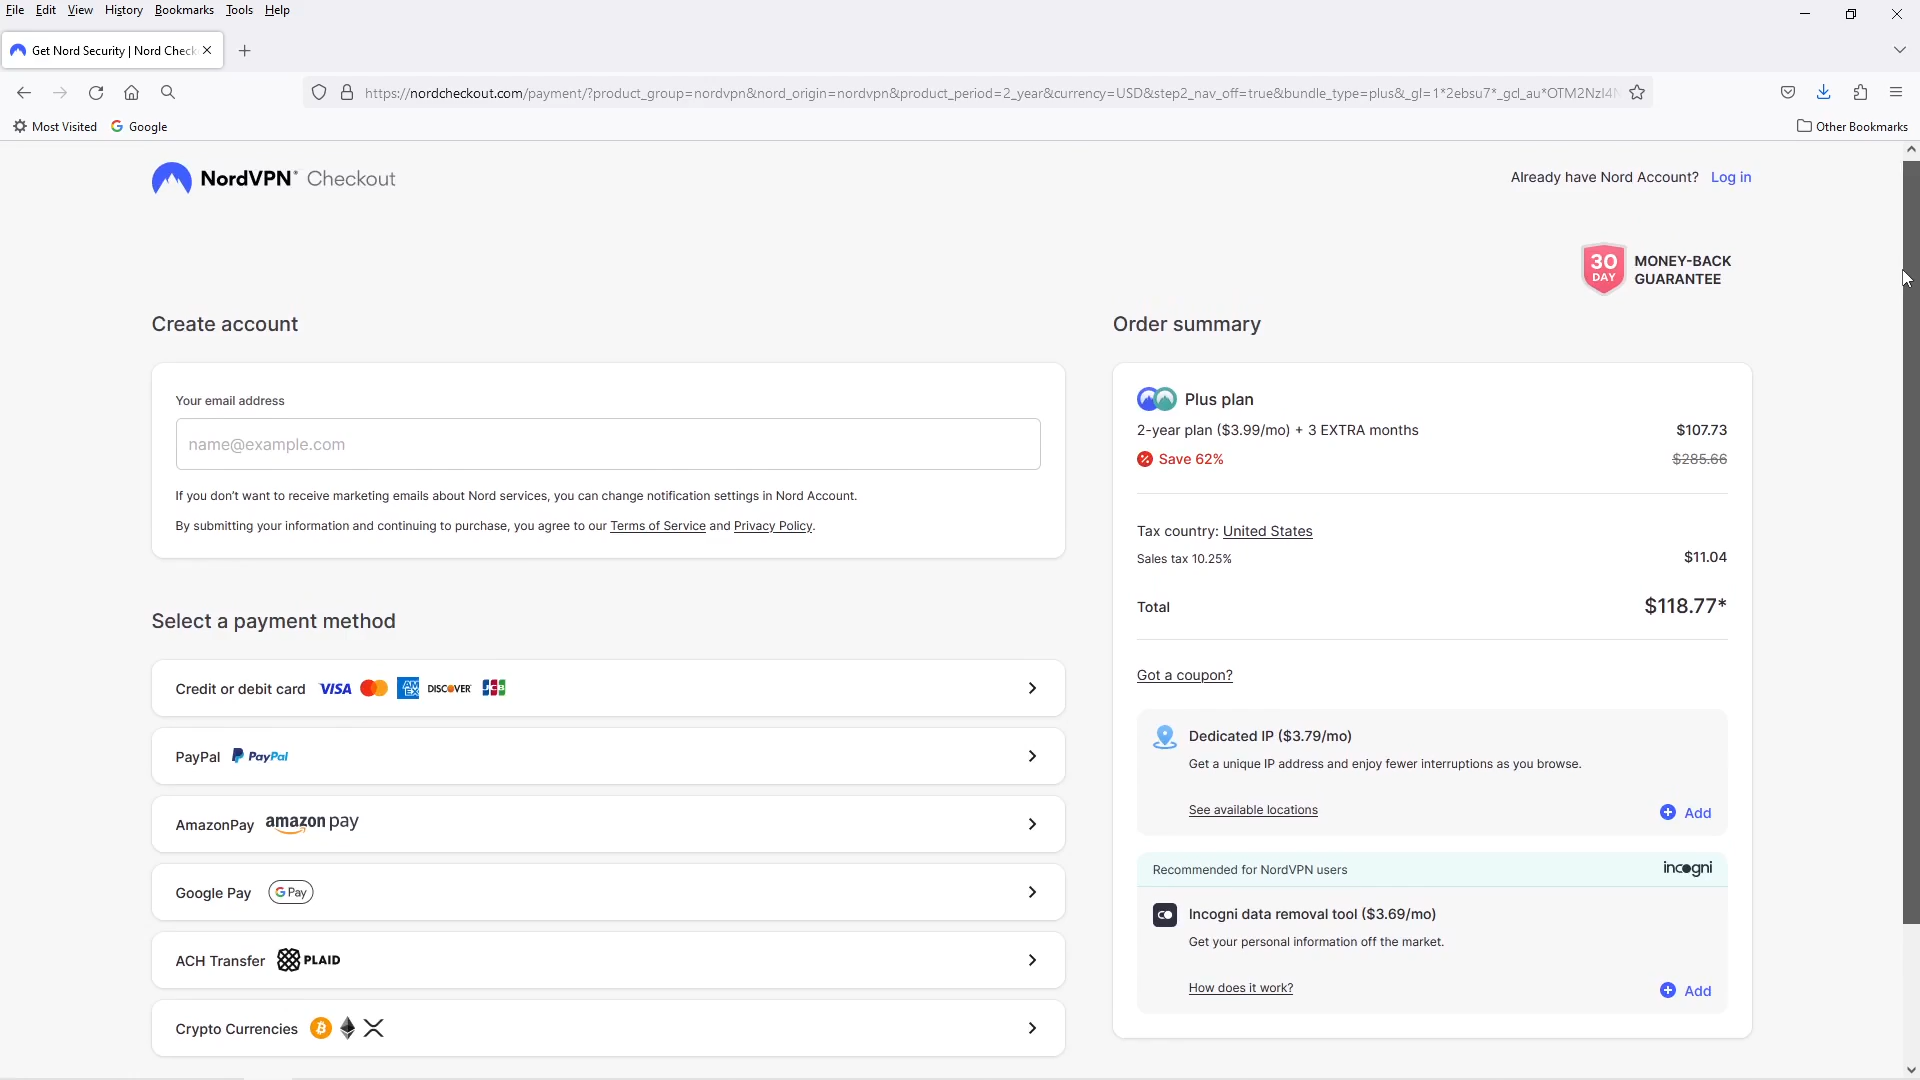 File Edit View History Bookmarks Tools Help
Get Nord Security | Nord Check
https://nordcheckout.com/payment/?product_group=nordvpn&nord_origin=nordvpn&product_period=2_year&currency=USD&step2_nav_off=true&bundle_type=plus&_gl=1*2ebsu7*_gcl_au*OTM2NzI4N
Most Visited Google Other Bookmarks
NordVPN® Checkout
Already have Nord Account? Log in
30 DAY
MONEY-BACK
GUARANTEE
Create account
Your email address
name@example.com
If you don't want to receive marketing emails about Nord services, you can change notification settings in Nord Account.
By submitting your information and continuing to purchase, you agree to our Terms of Service and Privacy Policy.
Select a payment method
Credit or debit card VISA AMEX DISCOVER JCB
PayPal PayPal
AmazonPay amazon pay
Google Pay G Pay
ACH Transfer PLAID
Crypto Currencies
Order summary
Plus plan
2-year plan ($3.99/mo) + 3 EXTRA months $107.73
Save 62% $285.66
Tax country: United States
Sales tax 10.25% $11.04
Total $118.77*
Got a coupon?
Dedicated IP ($3.79/mo)
Get a unique IP address and enjoy fewer interruptions as you browse.
See available locations Add
Recommended for NordVPN users incogni
Incogni data removal tool ($3.69/mo)
Get your personal information off the market.
How does it work? Add